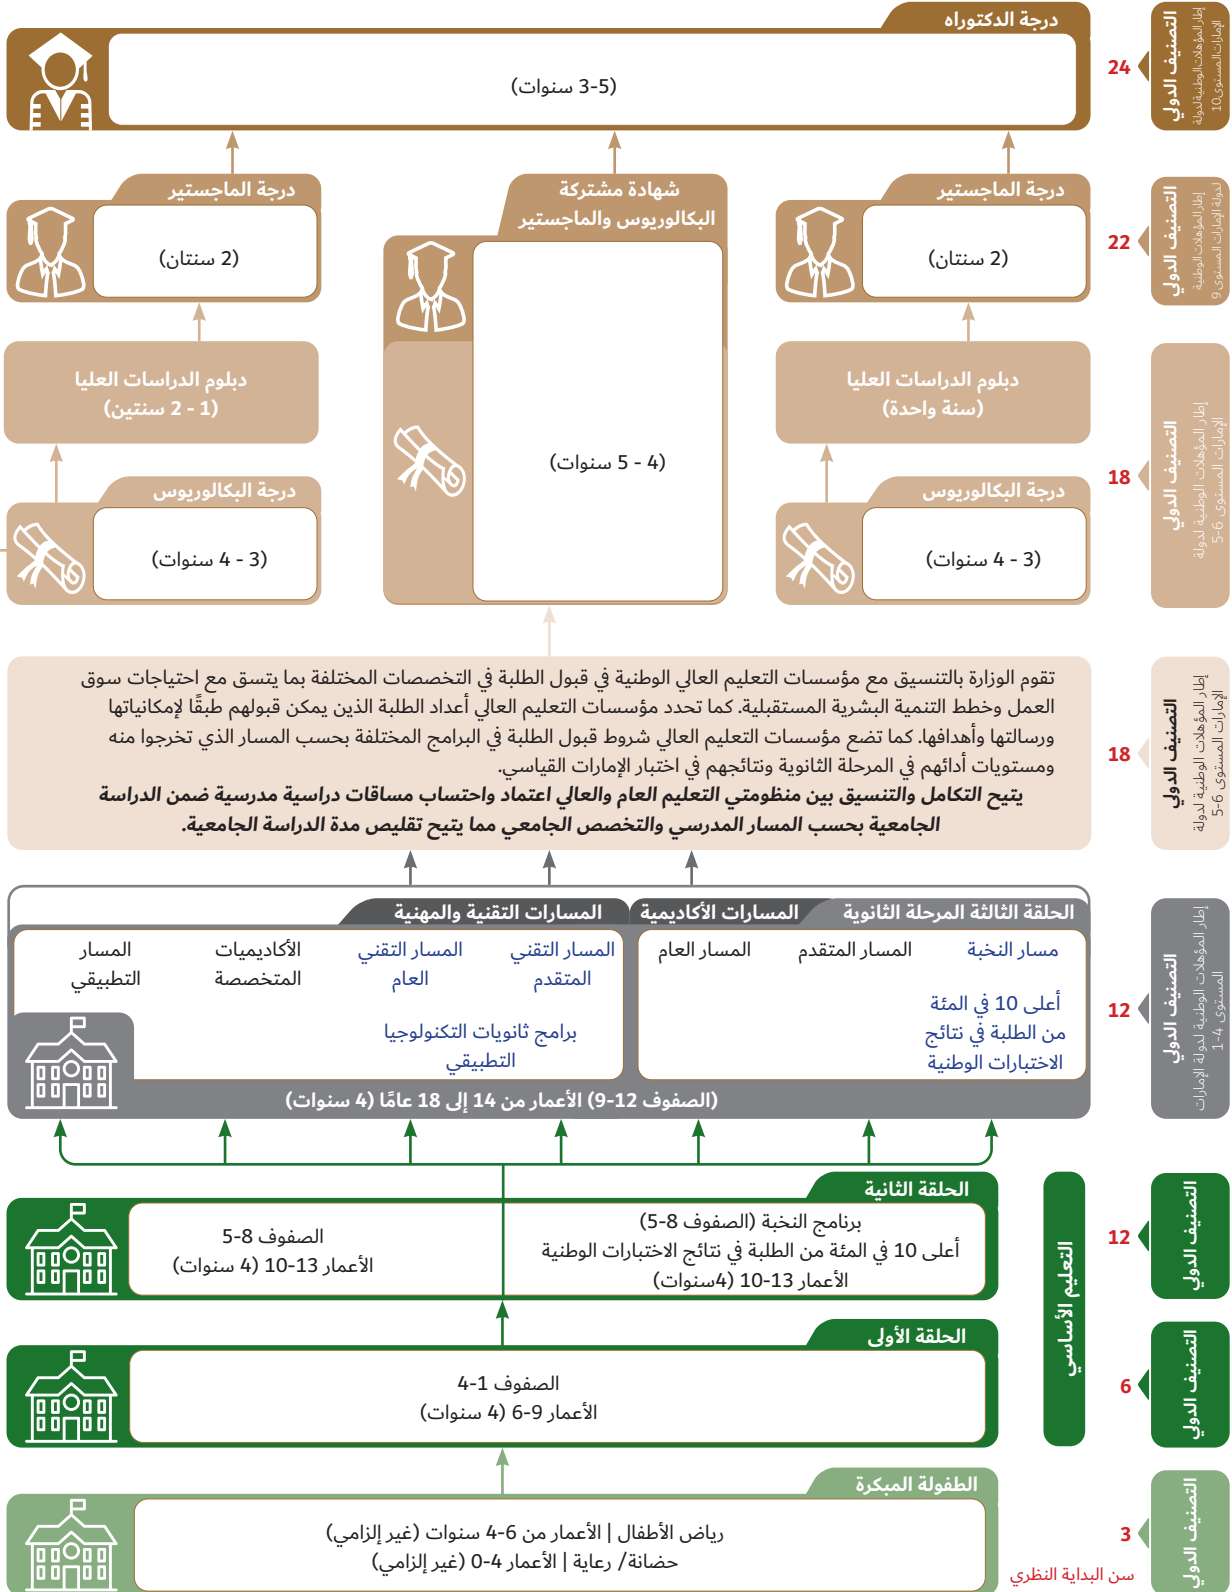 درجة الدكتوراه
(3-5 سنوات)
24
التصنيف الدولي
إطار المؤهلات الوطنية لدولة
الإمارات المستوى 10
درجة الماجستير
(2 سنتان)
شهادة مشتركة
البكالوريوس والماجستير
(4 - 5 سنوات)
درجة الماجستير
(2 سنتان)
22
التصنيف الدولي
إطار المؤهلات الوطنية
لدولة الإمارات المستوى 9
دبلوم الدراسات العليا
(سنة واحدة)
دبلوم الدراسات العليا
(1 - 2 سنتين)
درجة البكالوريوس
(3 - 4 سنوات)
درجة البكالوريوس
(3 - 4 سنوات)
18
التصنيف الدولي
إطار المؤهلات الوطنية لدولة
الإمارات المستوى 6-5
تقوم الوزارة بالتنسيق مع مؤسسات التعليم العالي الوطنية في قبول الطلبة في التخصصات المختلفة بما يتسق مع احتياجات سوق
العمل وخطط التنمية البشرية المستقبلية. كما تحدد مؤسسات التعليم العالي أعداد الطلبة الذين يمكن قبولهم طبقًا لإمكانياتها
ورسالتها وأهدافها. كما تضع مؤسسات التعليم العالي شروط قبول الطلبة في البرامج المختلفة بحسب المسار الذي تخرجوا منه
ومستويات أدائهم في المرحلة الثانوية ونتائجهم في اختبار الإمارات القياسي.
يتيح التكامل والتنسيق بين منظومتي التعليم العام والعالي اعتماد واحتساب مساقات دراسية مدرسية ضمن الدراسة
الجامعية بحسب المسار المدرسي والتخصص الجامعي مما يتيح تقليص مدة الدراسة الجامعية.
18
التصنيف الدولي
إطار المؤهلات الوطنية لدولة
الإمارات المستوى 6-5
الحلقة الثالثة المرحلة الثانوية
المسارات الأكاديمية
المسارات التقنية والمهنية
مسار النخبة
أعلى 10 في المئة
من الطلبة في نتائج
الاختبارات الوطنية
المسار المتقدم
المسار العام
المسار التقني
المتقدم
المسار التقني
العام
برامج ثانويات التكنولوجيا
التطبيقي
الأكاديميات
المتخصصة
المسار
التطبيقي
(الصفوف 12-9) الأعمار من 14 إلى 18 عامًا (4 سنوات)
12
التصنيف الدولي
إطار المؤهلات الوطنية لدولة الإمارات
المستوى 4-1
التعليم الأساسي
الحلقة الثانية
برنامج النخبة (الصفوف 8-5)
أعلى 10 في المئة من الطلبة في نتائج الاختبارات الوطنية
الأعمار 13-10 (4سنوات)
الصفوف 8-5
الأعمار 13-10 (4 سنوات)
12
التصنيف الدولي
الحلقة الأولى
الصفوف 1-4
الأعمار 9-6 (4 سنوات)
6
التصنيف الدولي
الطفولة المبكرة
رياض الأطفال | الأعمار من 6-4 سنوات (غير إلزامي)
حضانة/ رعاية | الأعمار 4-0 (غير إلزامي)
3
سن البداية النظري
التصنيف الدولي